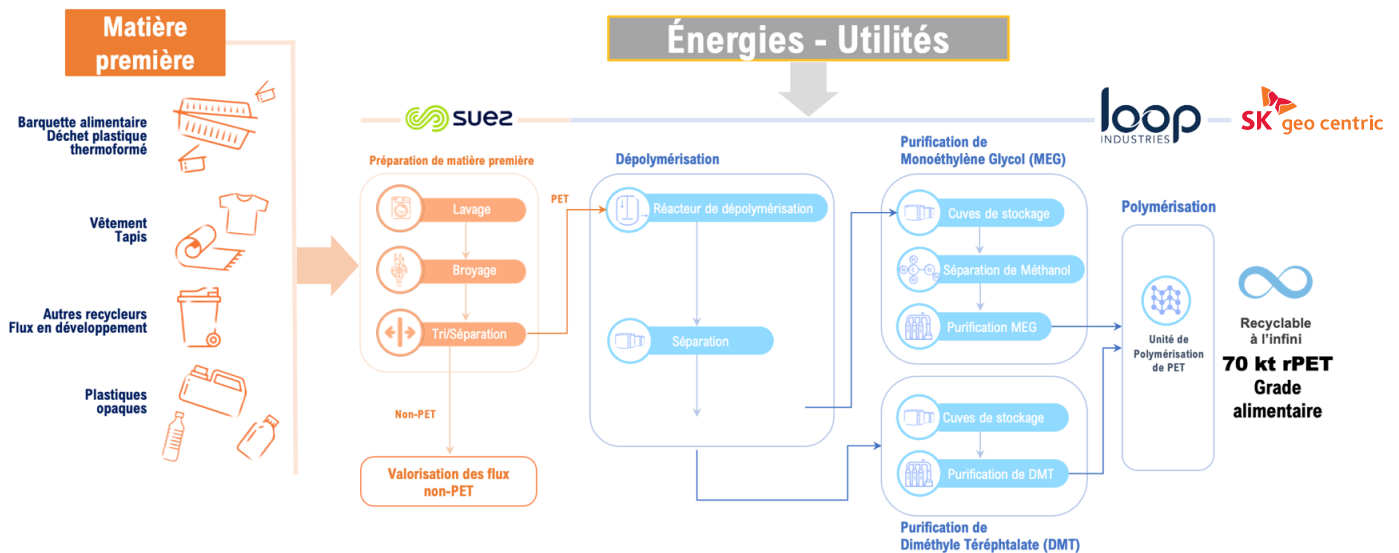 Matière
première
Énergies - Utilités
suez
loop
INDUSTRIES
SK geo centric
Barquette alimentaire
Déchet plastique
thermoformé
Vêtement
Tapis
Autres recycleurs
Flux en développement
Plastiques
opaques
Préparation de matière première
Lavage
Broyage
Tri/Séparation
PET
Non-PET
Valorisation des flux
non-PET
Dépolymérisation
Réacteur de dépolymérisation
Séparation
Purification de
Monoéthylène Glycol (MEG)
Cuves de stockage
Séparation de Méthanol
Purification MEG
Cuves de stockage
Purification de DMT
Purification de
Diméthyle Téréphtalate (DMT)
Polymérisation
Unité de
Polymérisation
de PET
Recyclable
à l'infini
70 kt rPET
Grade
alimentaire